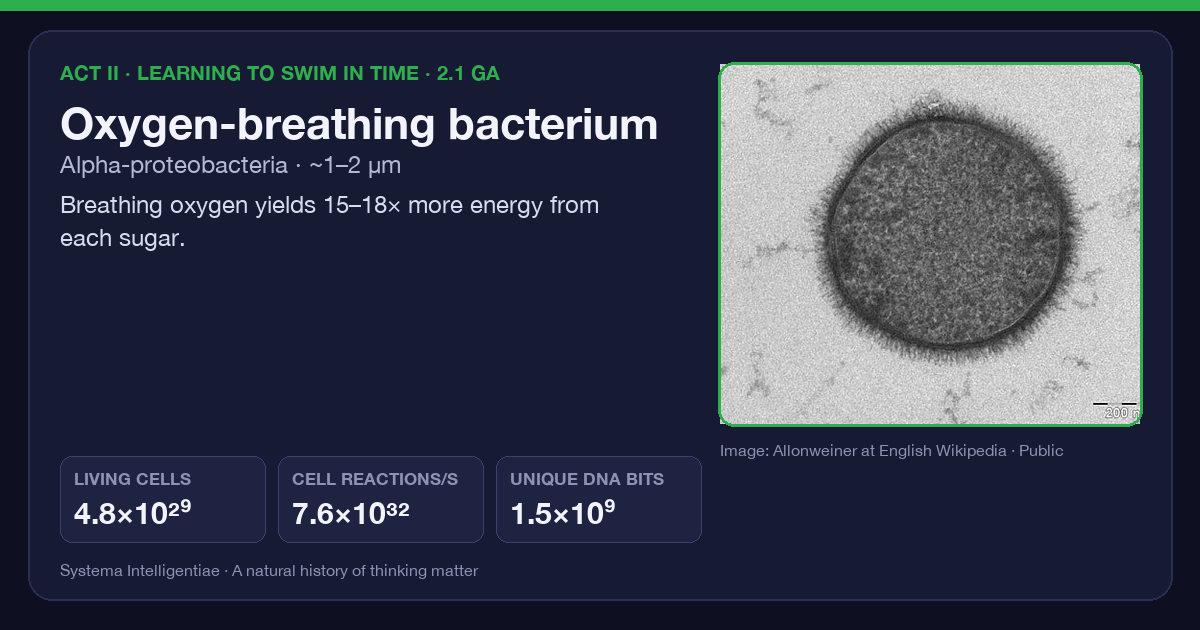 ACT II · LEARNING TO SWIM IN TIME · 2.1 GA
Oxygen-breathing bacterium
Alpha-proteobacteria · ~1–2 µm
Breathing oxygen yields 15–18× more energy from
each sugar.
200
Image: Allonweiner at English Wikipedia · Public
LIVING CELLS
4.8×10²⁹
CELL REACTIONS/S
7.6×10³²
UNIQUE DNA BITS
1.5×10⁹
Systema Intelligentiae · A natural history of thinking matter